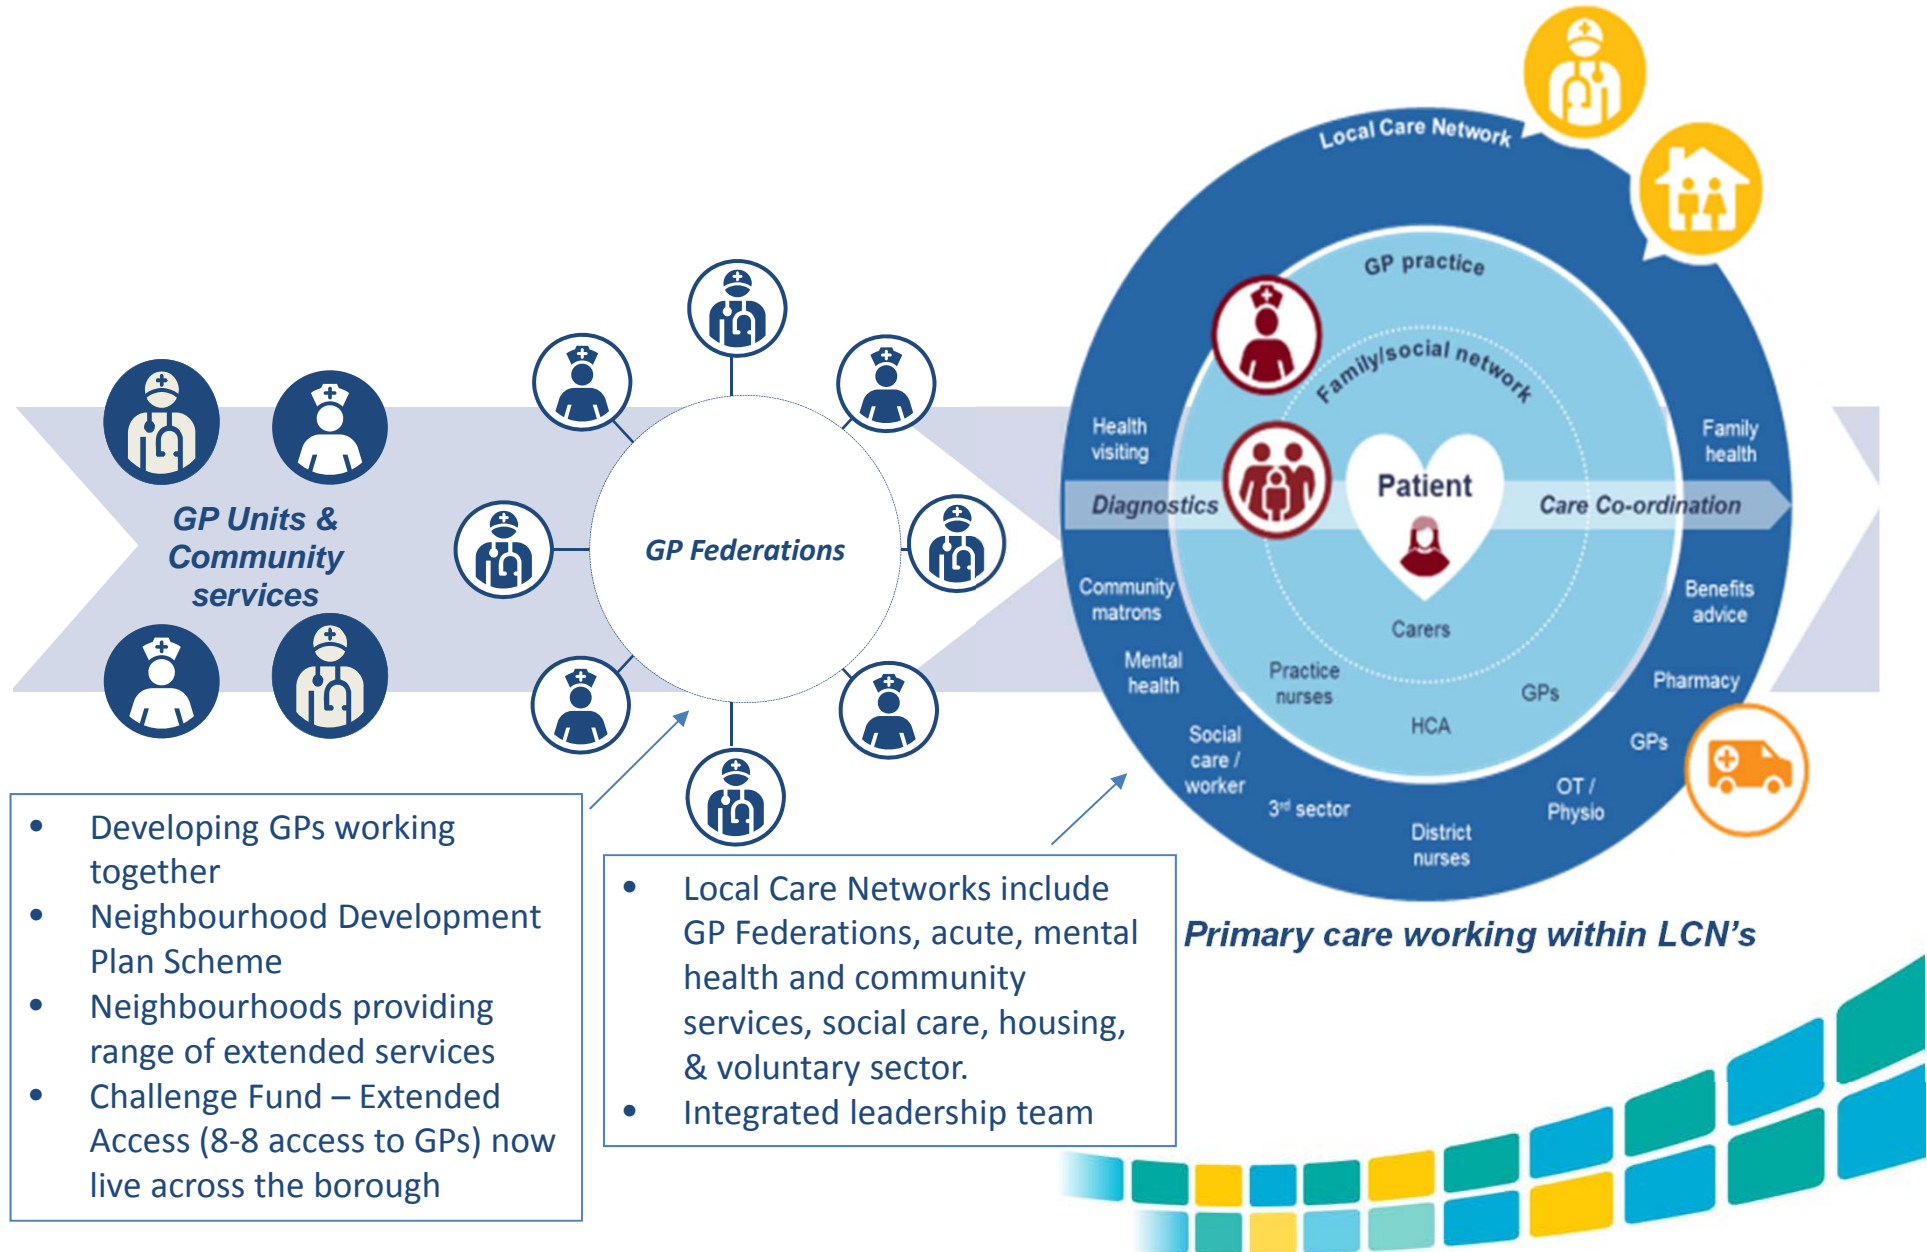 GP Units &
Community
services
GP Federations
Local Care Network
GP practice
Family/social network
Patient
Health
visiting
Family
health
Diagnostics
Care Co-ordination
Community
matrons
Mental
health
Social
care /
worker
3rd sector
District
nurses
OT /
Physio
GPs
Pharmacy
Benefits
advice
Carers
Practice
nurses
HCA
GPs
Primary care working within LCN’s
• Developing GPs working
together
• Neighbourhood Development
Plan Scheme
• Neighbourhoods providing
range of extended services
• Challenge Fund – Extended
Access (8-8 access to GPs) now
live across the borough
• Local Care Networks include
GP Federations, acute, mental
health and community
services, social care, housing,
& voluntary sector.
• Integrated leadership team